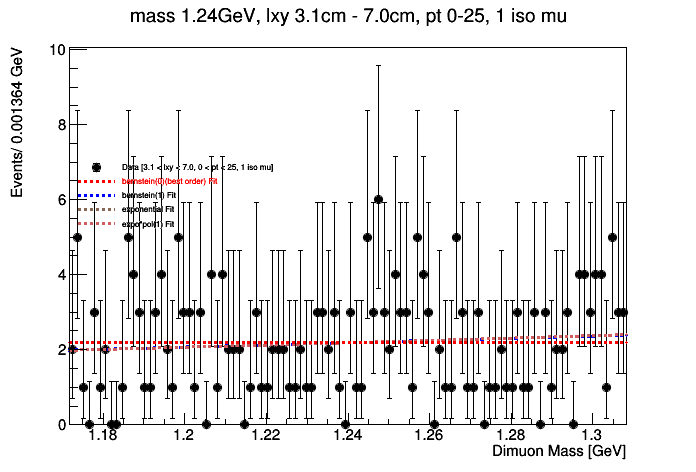 mass 1.24GeV, lxy 3.1cm - 7.0cm, pt 0-25, 1 iso mu
Events/ 0.001364 GeV
10
8
6
4
2
0
Data [3.1 < lxy < 7.0, 0 < pt < 25, 1 iso mu]
bernstein(0)(best order) Fit
bernstein(1) Fit
exponential Fit
expo*pol(1) Fit
1.18 1.2 1.22 1.24 1.26 1.28 1.3
Dimuon Mass [GeV]